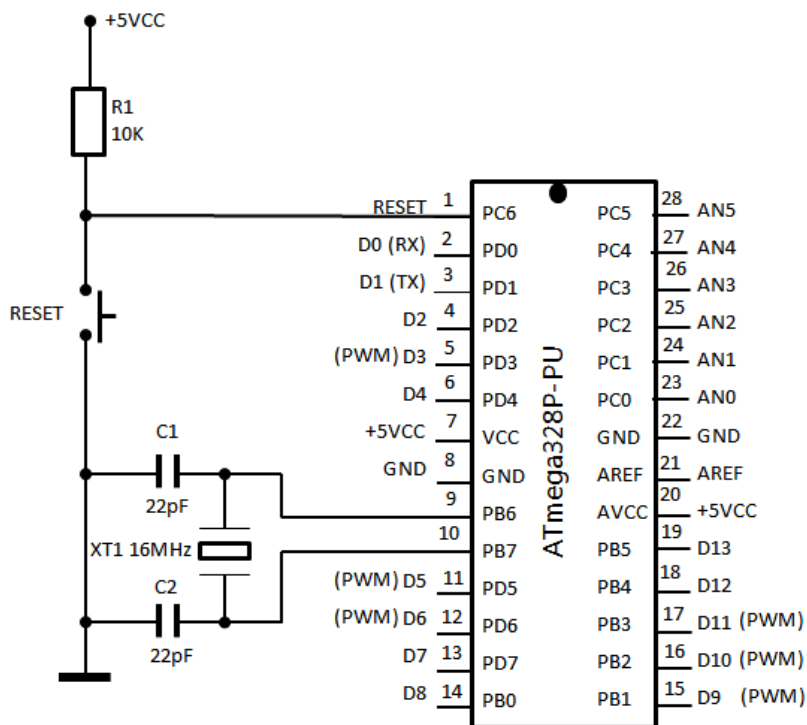 +5VCC
R1
10K
RESET 1 PC6 PC5 28 AN5
D0 (RX) 2 PD0 PC4 27 AN4
D1 (TX) 3 PD1 PC3 26 AN3
RESET
D2 4 PD2 PC2 25 AN2
(PWM) D3 5 PD3 PC1 24 AN1
D4 6 PD4 PC0 23 AN0
+5VCC 7 VCC GND 22 GND
C1
22pF
GND 8 GND AREF 21 AREF
9 PB6 AVCC 20 +5VCC
XT1 16MHz
10 PB7 PB5 19 D13
C2
22pF
(PWM) D5 11 PD5 PB4 18 D12
(PWM) D6 12 PD6 PB3 17 D11 (PWM)
D7 13 PD7 PB2 16 D10 (PWM)
D8 14 PB0 PB1 15 D9 (PWM)
ATmega328P-PU